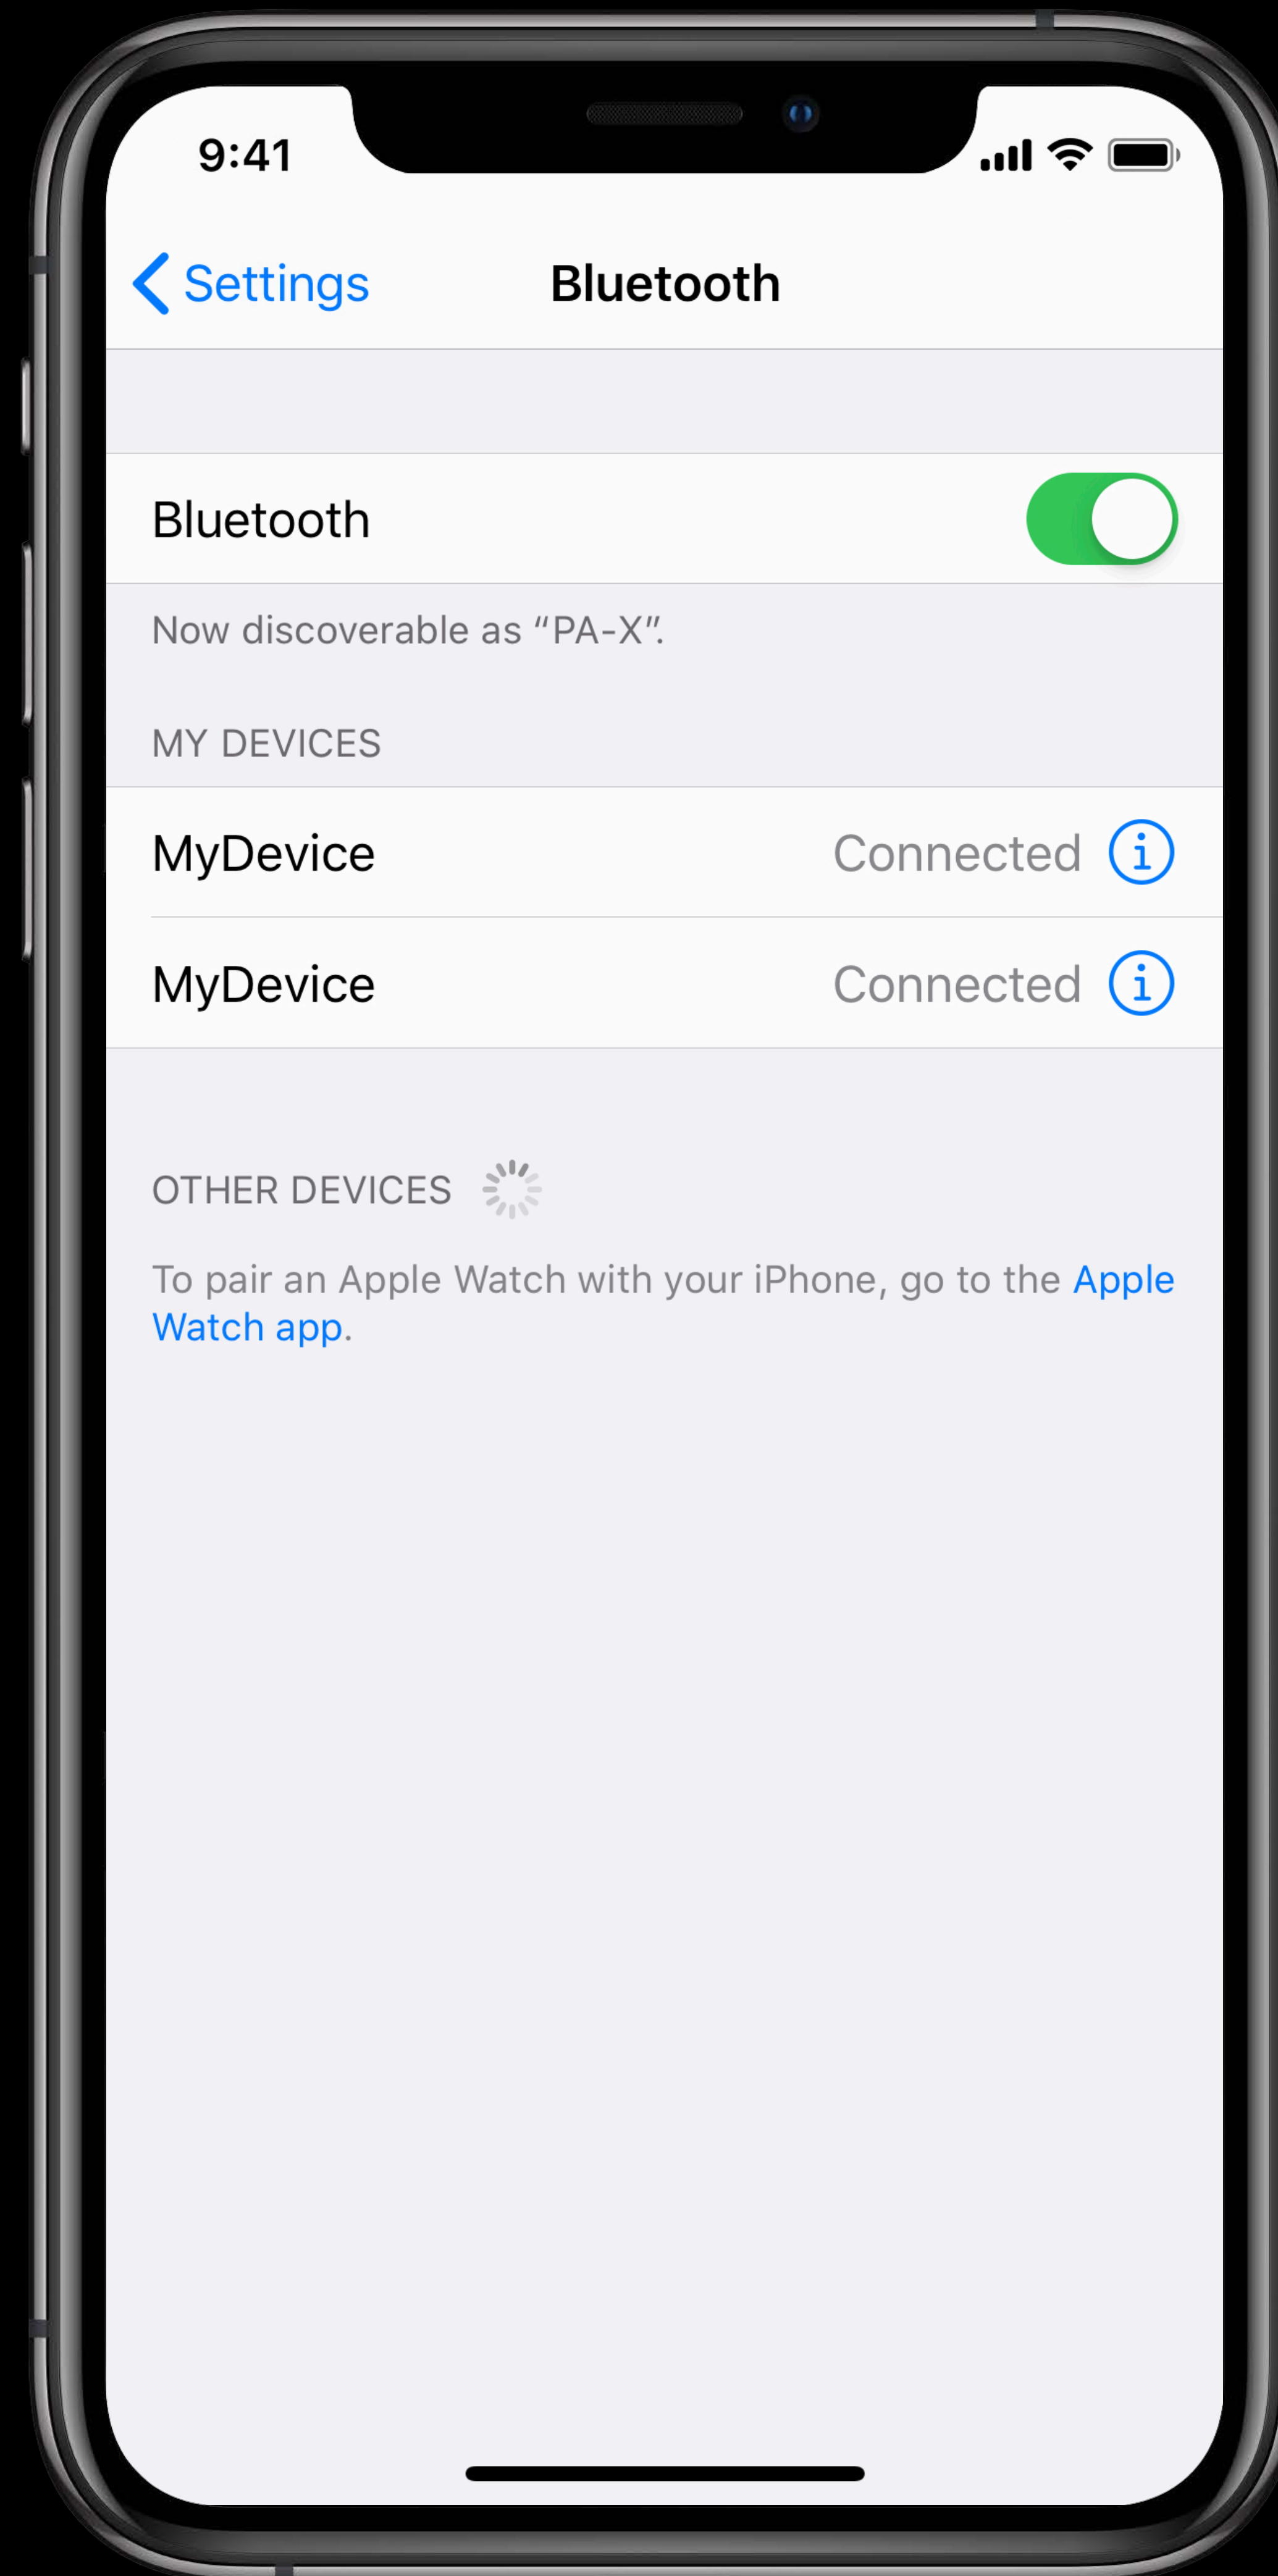 9:41
Settings
Bluetooth
Bluetooth
Now discoverable as “PA-X”.
MY DEVICES
MyDevice Connected
MyDevice Connected
OTHER DEVICES
To pair an Apple Watch with your iPhone, go to the Apple
Watch app.